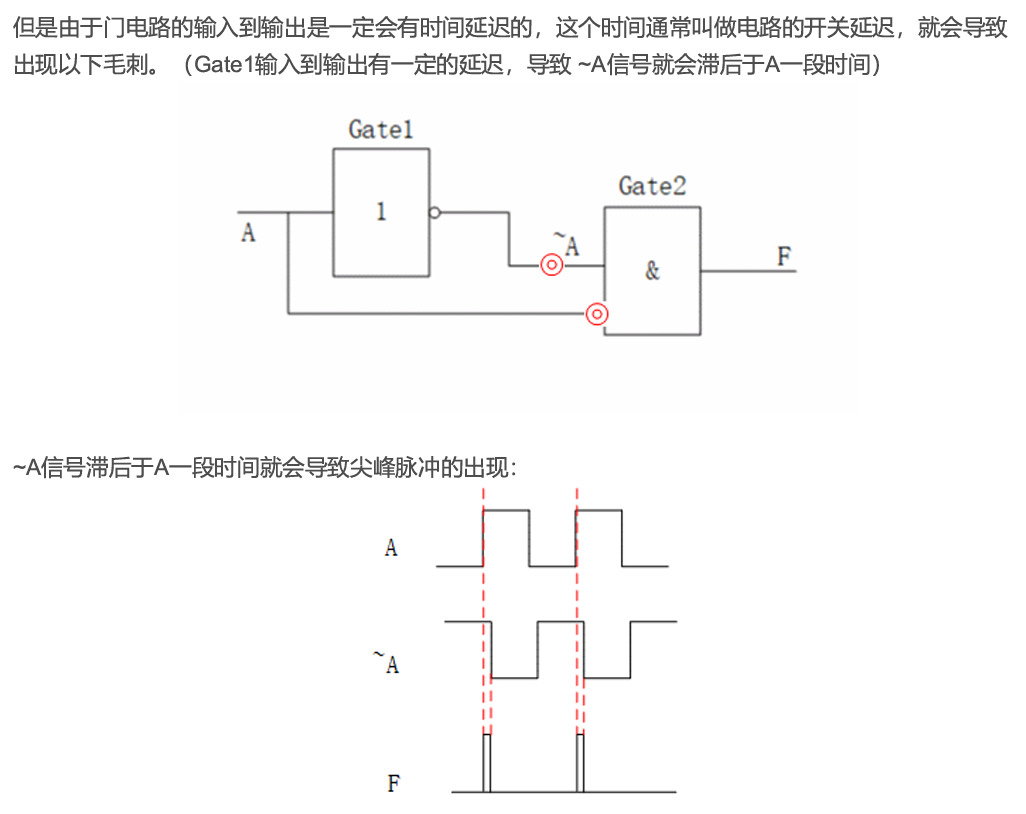 但是由于门电路的输入到输出是一定会有时间延迟的，这个时间通常叫做电路的开关延迟，就会导致
出现以下毛刺。（Gate1输入到输出有一定的延迟，导致 ~A信号就会滞后于A一段时间）
Gate1
Gate2
1
A
~A
&
F
~A信号滞后于A一段时间就会导致尖峰脉冲的出现：
A
~A
F